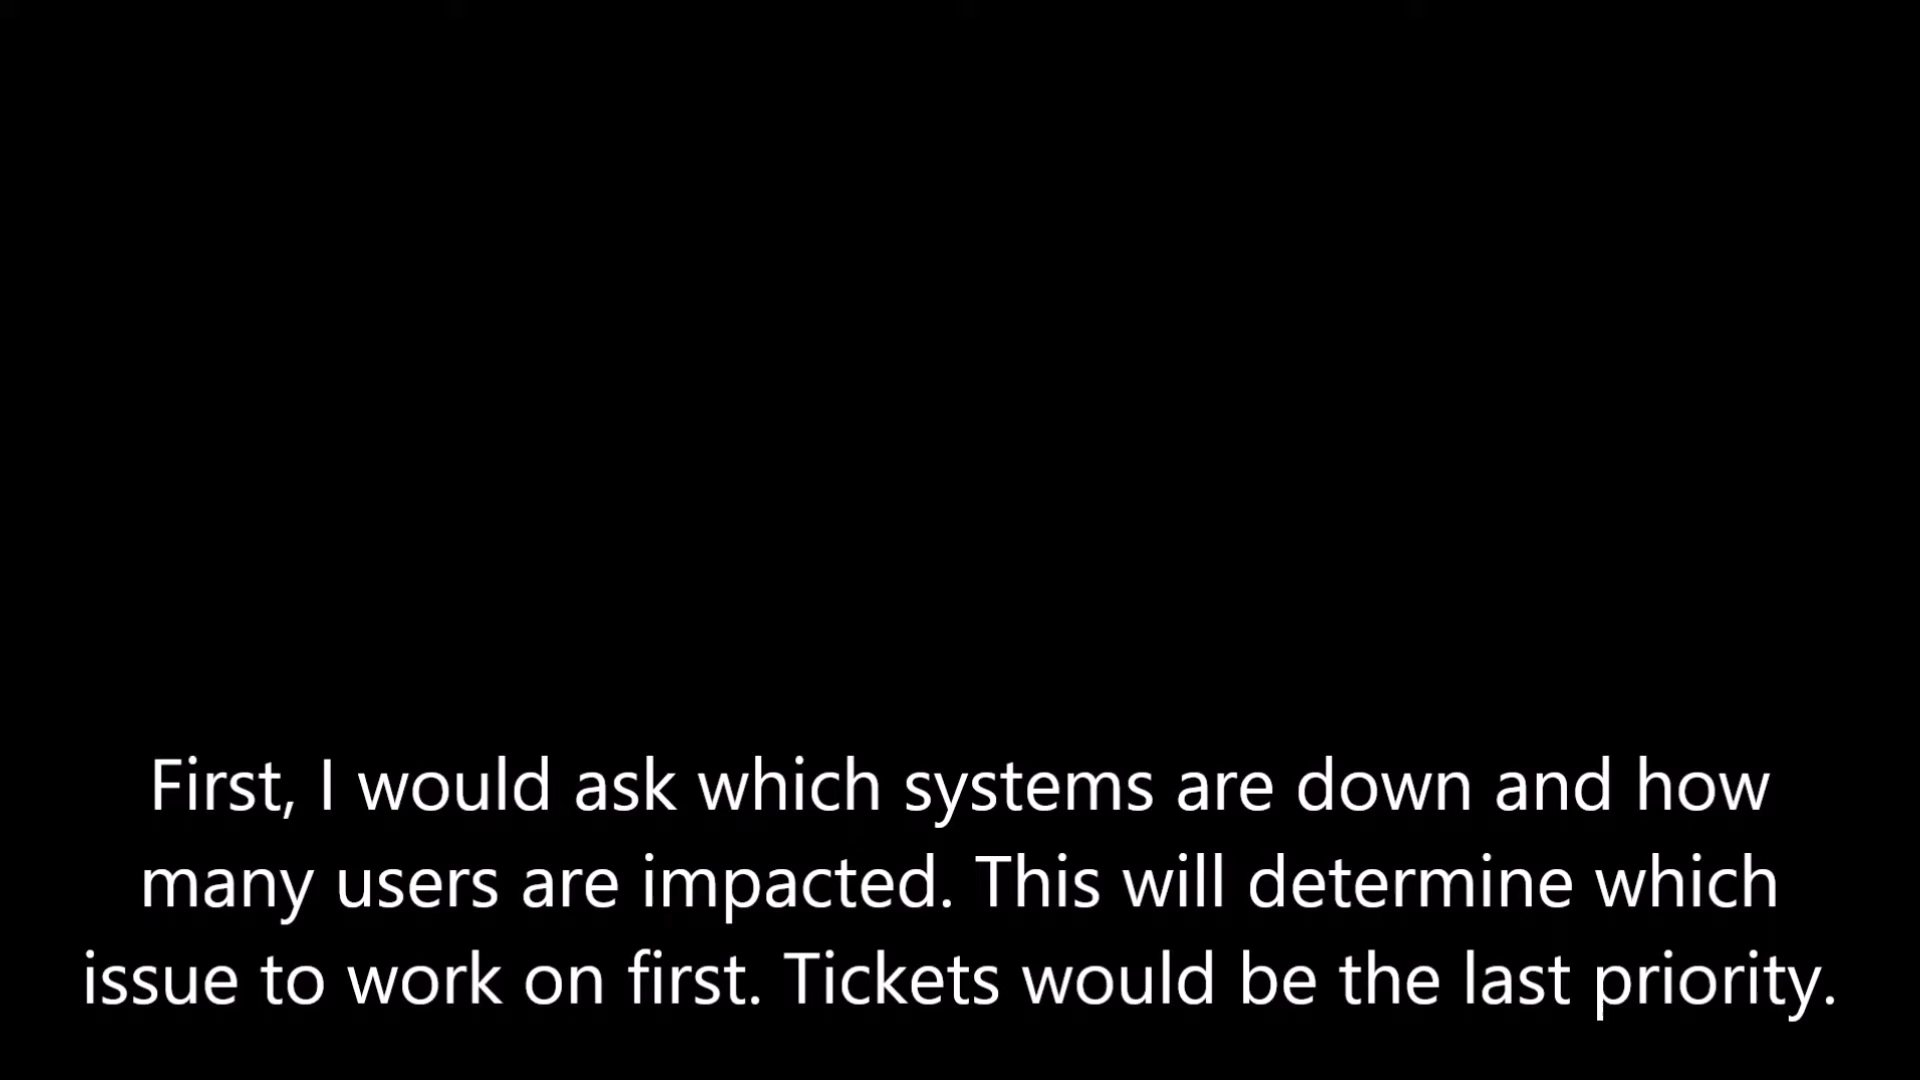 First, I would ask which systems are down and how
many users are impacted. This will determine which
issue to work on first. Tickets would be the last priority.